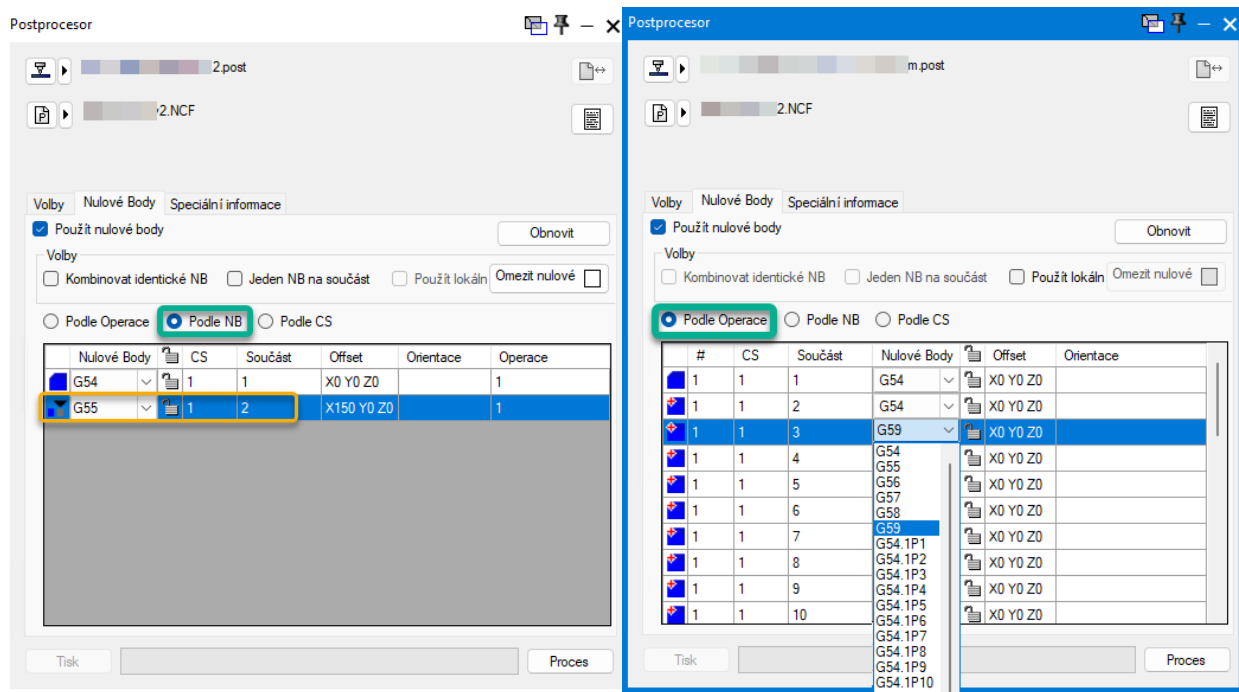 Postprocesor
2.post
2.NCF
Volby Nulové Body Speciální informace
Použít nulové body
Obnovit
Volby
Kombinovat identické NB
Jeden NB na součást
Použít lokáln
Omezit nulové
Podle Operace
Podle NB
Podle CS
Nulové Body CS Součást Offset Orientace Operace
G54 1 1 X0 Y0 Z0 1
G55 1 2 X150 Y0 Z0 1
Tisk
Proces
Postprocesor
m.post
2.NCF
Volby Nulové Body Speciální informace
Použít nulové body
Obnovit
Volby
Kombinovat identické NB
Jeden NB na součást
Použít lokáln
Omezit nulové
Podle Operace
Podle NB
Podle CS
# CS Součást Nulové Body Offset Orientace
1 1 1 G54 X0 Y0 Z0
1 1 2 G54 X0 Y0 Z0
1 1 3 G59 X0 Y0 Z0
1 1 4 X0 Y0 Z0
1 1 5 X0 Y0 Z0
1 1 6 X0 Y0 Z0
1 1 7 X0 Y0 Z0
1 1 8 X0 Y0 Z0
1 1 9 X0 Y0 Z0
1 1 10 X0 Y0 Z0
G54
G55
G56
G57
G58
G59
G54.1P1
G54.1P2
G54.1P3
G54.1P4
G54.1P5
G54.1P6
G54.1P7
G54.1P8
G54.1P9
G54.1P10
Tisk
Proces